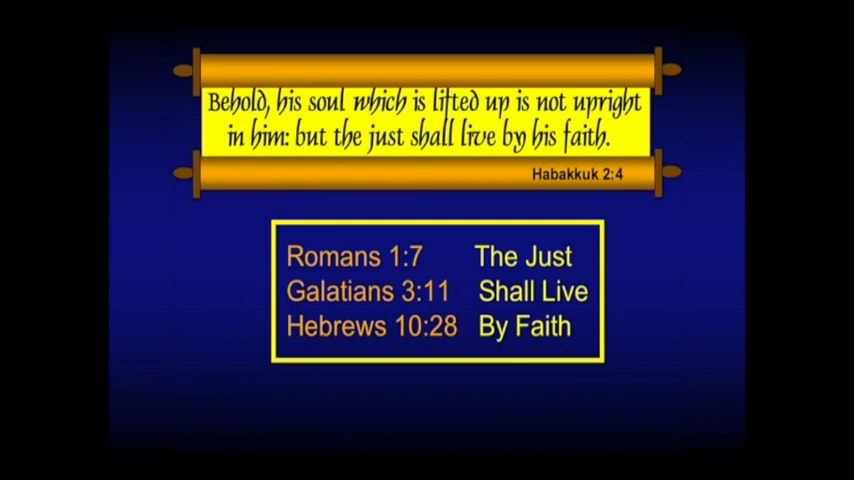 Behold, his soul which is lifted up is not upright
in him: but the just shall live by his faith.
Habakkuk 2:4
Romans 1:7 The Just
Galatians 3:11 Shall Live
Hebrews 10:28 By Faith